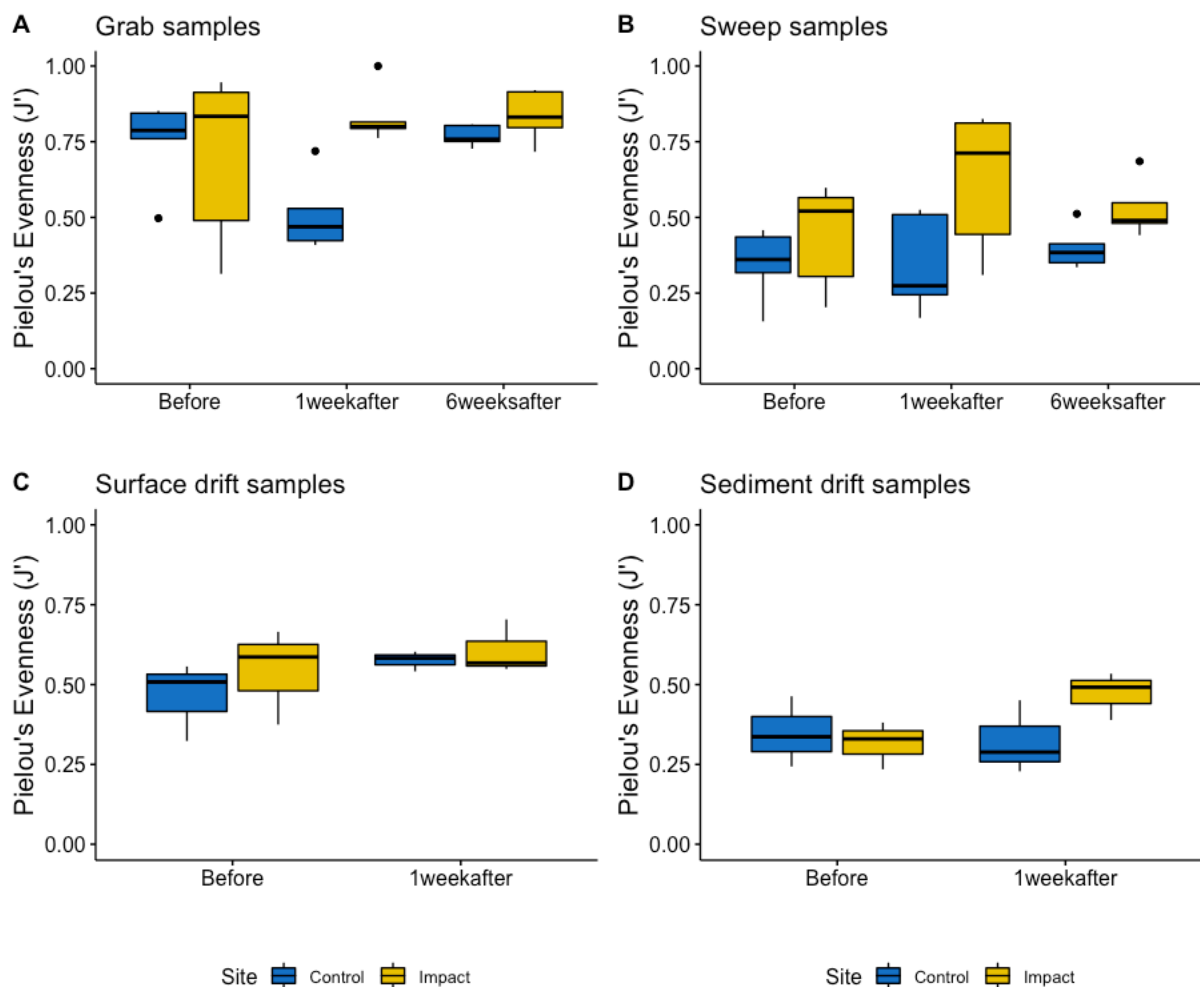 A Grab samples
Pielou's Evenness (J')
1.00
0.75
0.50
0.25
0.00
Before 1weekafter 6weeksafter
B Sweep samples
Pielou's Evenness (J')
1.00
0.75
0.50
0.25
0.00
Before 1weekafter 6weeksafter
C Surface drift samples
Pielou's Evenness (J')
1.00
0.75
0.50
0.25
0.00
Before 1weekafter
D Sediment drift samples
Pielou's Evenness (J')
1.00
0.75
0.50
0.25
0.00
Before 1weekafter
Site Control Impact
Site Control Impact